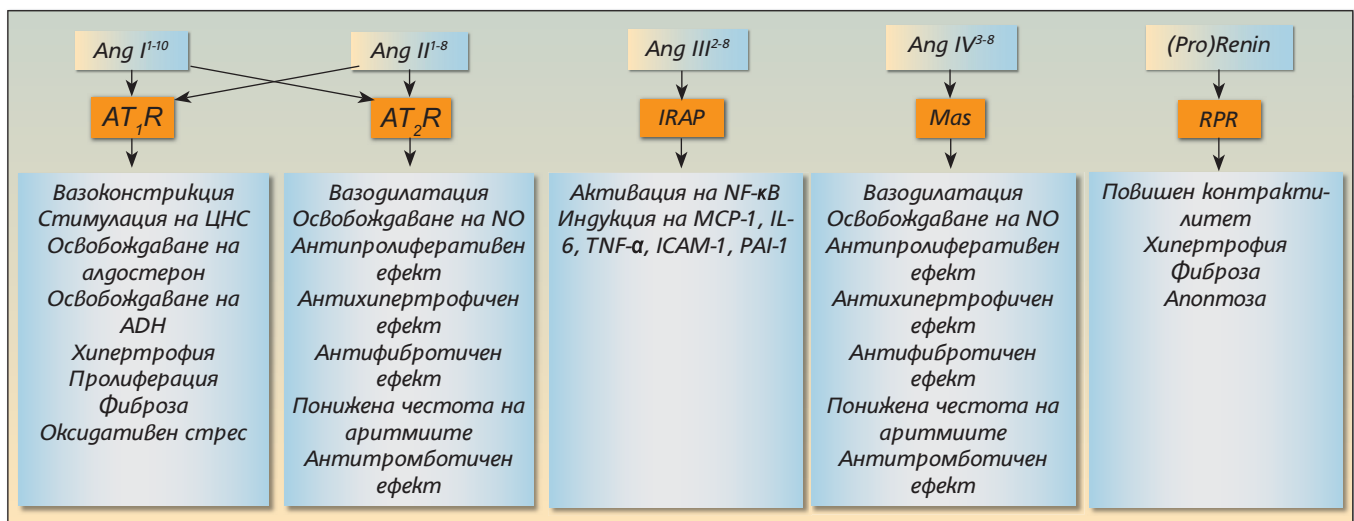 Ang I¹⁻¹⁰
Ang II¹⁻⁸
Ang III²⁻⁸
Ang IV³⁻⁸
(Pro)Renin
AT₁R
AT₂R
IRAP
Mas
RPR
Вазоконстрикция
Стимулация на ЦНС
Освобождаване на
алдостерон
Освобождаване на
ADH
Хипертрофия
Пролиферация
Фиброза
Оксидативен стрес
Вазодилатация
Освобождаване на NO
Антипролиферативен
ефект
Антихипертрофичен
ефект
Антифибротичен
ефект
Понижена честота на
аритмиите
Антитромботичен
ефект
Активация на NF-κB
Индукция на MCP-1, IL-
6, TNF-α, ICAM-1, PAI-1
Вазодилатация
Освобождаване на NO
Антипролиферативен
ефект
Антихипертрофичен
ефект
Антифибротичен
ефект
Понижена честота на
аритмиите
Антитромботичен
ефект
Повишен контракти-
литет
Хипертрофия
Фиброза
Апоптоза